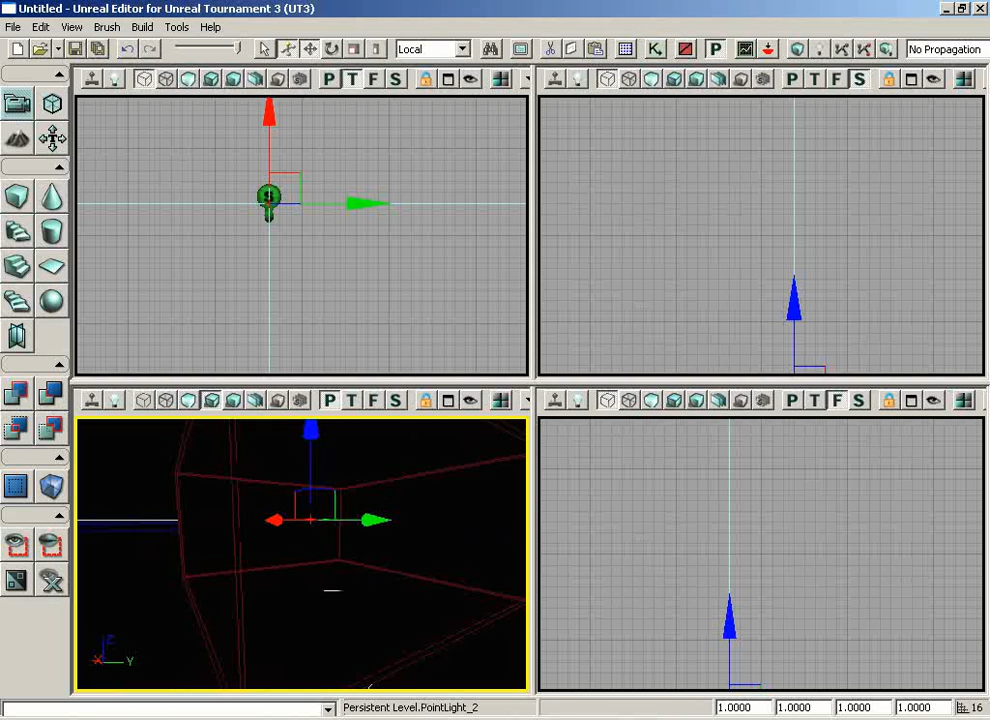 Untitled - Unreal Editor for Unreal Tournament 3 (UT3)
File Edit View Brush Build Tools Help
Local
P
No Propagation
P T F S
P T F S
P T F S
P T F S
Z
X Y
Persistent Level.PointLight_2
1.0000 1.0000 1.0000 1.0000 16